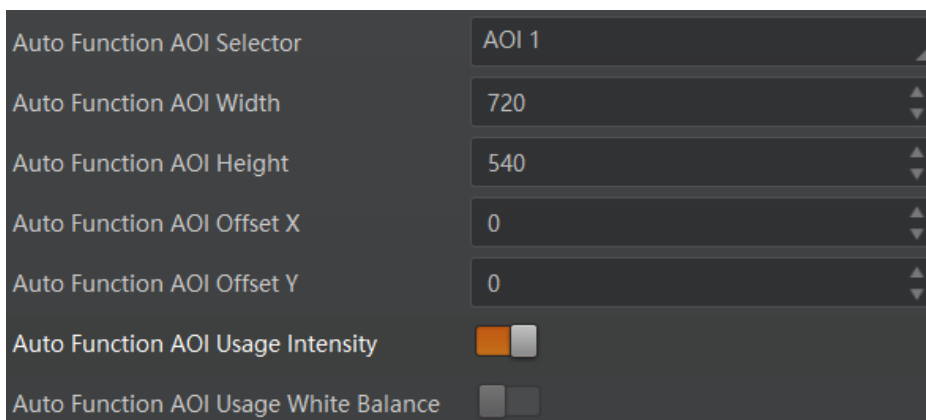 Auto Function AOI Selector AOI 1
Auto Function AOI Width 720
Auto Function AOI Height 540
Auto Function AOI Offset X 0
Auto Function AOI Offset Y 0
Auto Function AOI Usage Intensity
Auto Function AOI Usage White Balance